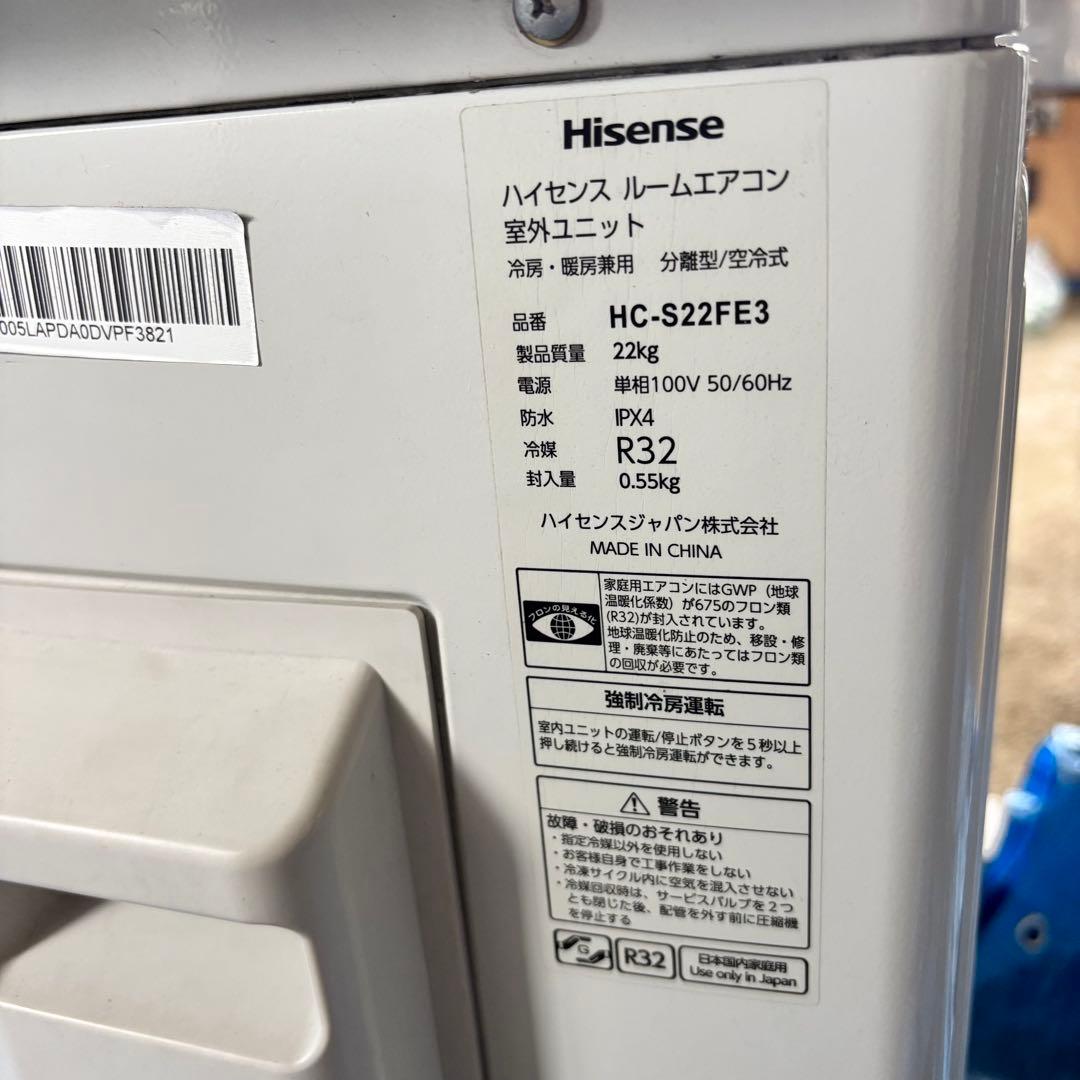 Hisense
ハイセンス ルームエアコン
室外ユニット
冷房・暖房兼用 分離型/空冷式
品番 HC-S22FE3
製品質量 22kg
電源 単相100V 50/60Hz
防水 IPX4
冷媒 R32
封入量 0.55kg
ハイセンスジャパン株式会社
MADE IN CHINA
フロンの見える化
家庭用エアコンにはGWP（地球
温暖化係数）が675のフロン類
(R32)が封入されています。
地球温暖化防止のため、移設・修
理・廃棄等にあたってはフロン類
の回収が必要です。
強制冷房運転
室内ユニットの運転/停止ボタンを５秒以上
押し続けると強制冷房運転ができます。
警告
故障・破損のおそれあり
・指定冷媒以外を使用しない
・お客様自身で工事作業をしない
・冷凍サイクル内に空気を混入させない
・冷媒回収時は、サービスバルブを２つ
とも閉じた後、配管を外す前に圧縮機
を停止する
G
R32
日本国内家庭用
Use only in Japan
005LAPDA0DVPF3821